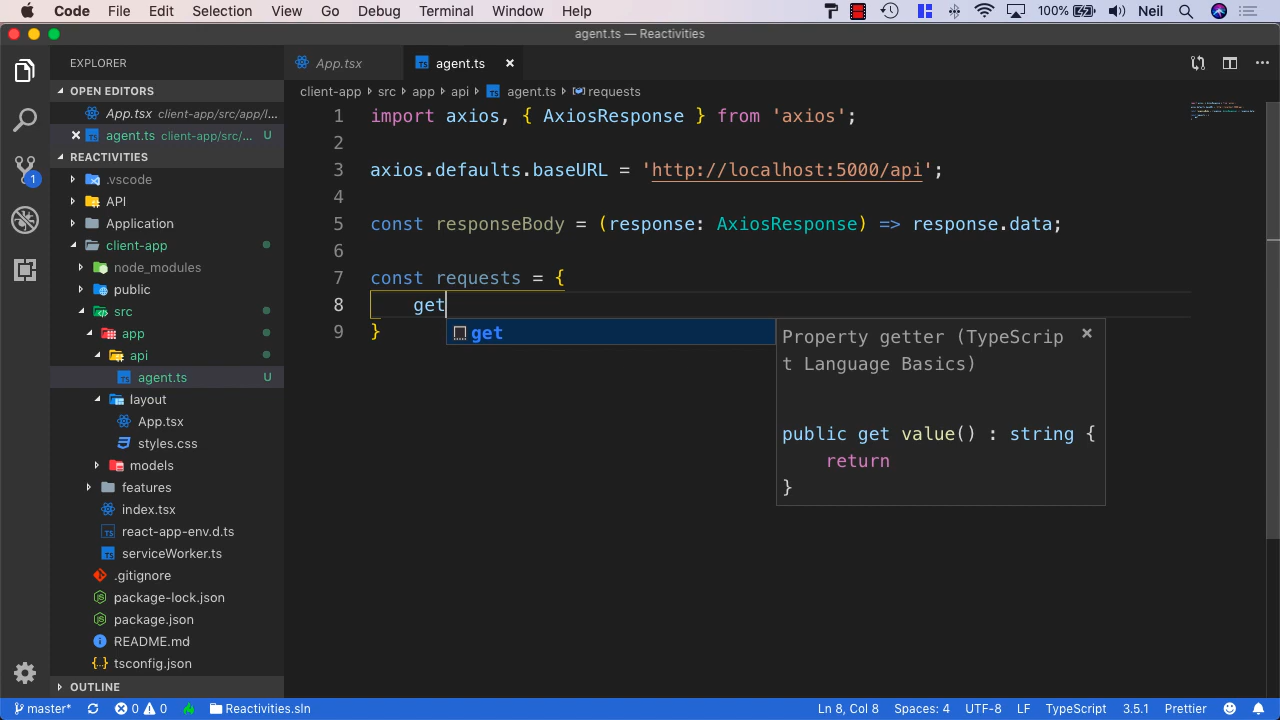 Code File Edit Selection View Go Debug Terminal Window Help 100% Neil
agent.ts — Reactivities
EXPLORER
App.tsx
agent.ts ×
OPEN EDITORS
client-app › src › app › api › agent.ts › requests
App.tsx client-app/src/app/l...
× agent.ts client-app/src/... U
REACTIVITIES
.vscode
API
Application
client-app
node_modules
public
src
app
api
agent.ts U
layout
App.tsx
styles.css
models
features
index.tsx
react-app-env.d.ts
serviceWorker.ts
.gitignore
package-lock.json
package.json
README.md
tsconfig.json
OUTLINE
1 import axios, { AxiosResponse } from 'axios';
2
3 axios.defaults.baseURL = 'http://localhost:5000/api';
4
5 const responseBody = (response: AxiosResponse) => response.data;
6
7 const requests = {
8     get
9 }
get
Property getter (TypeScrip
t Language Basics)
×
public get value() : string {
    return
}
master* 0 0 Reactivities.sln Ln 8, Col 8 Spaces: 4 UTF-8 LF TypeScript 3.5.1 Prettier
1